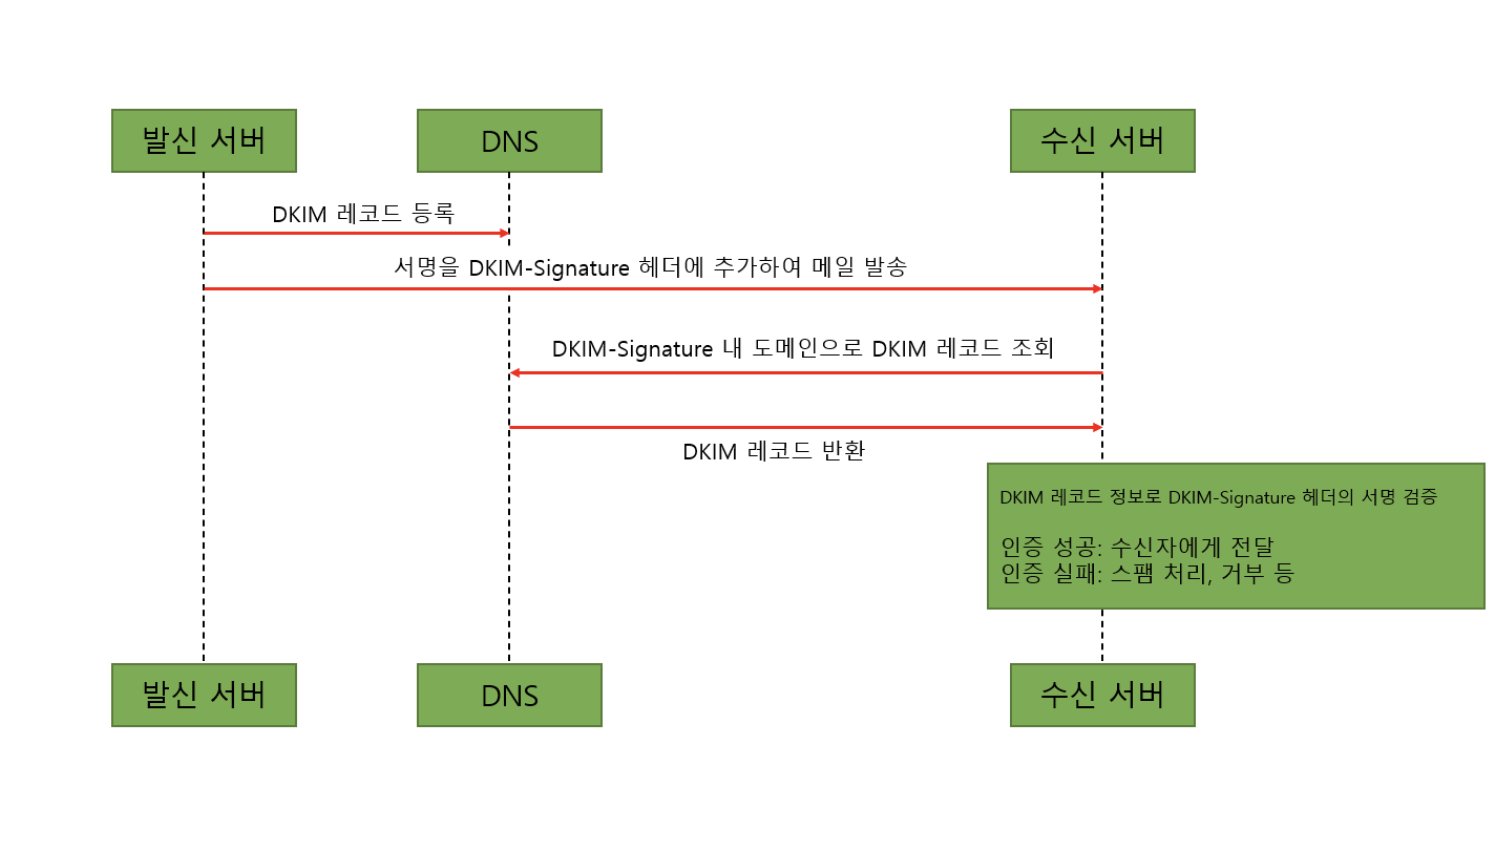 발신 서버
DNS
수신 서버
DKIM 레코드 등록
서명을 DKIM-Signature 헤더에 추가하여 메일 발송
DKIM-Signature 내 도메인으로 DKIM 레코드 조회
DKIM 레코드 반환
DKIM 레코드 정보로 DKIM-Signature 헤더의 서명 검증
인증 성공: 수신자에게 전달
인증 실패: 스팸 처리, 거부 등
발신 서버
DNS
수신 서버